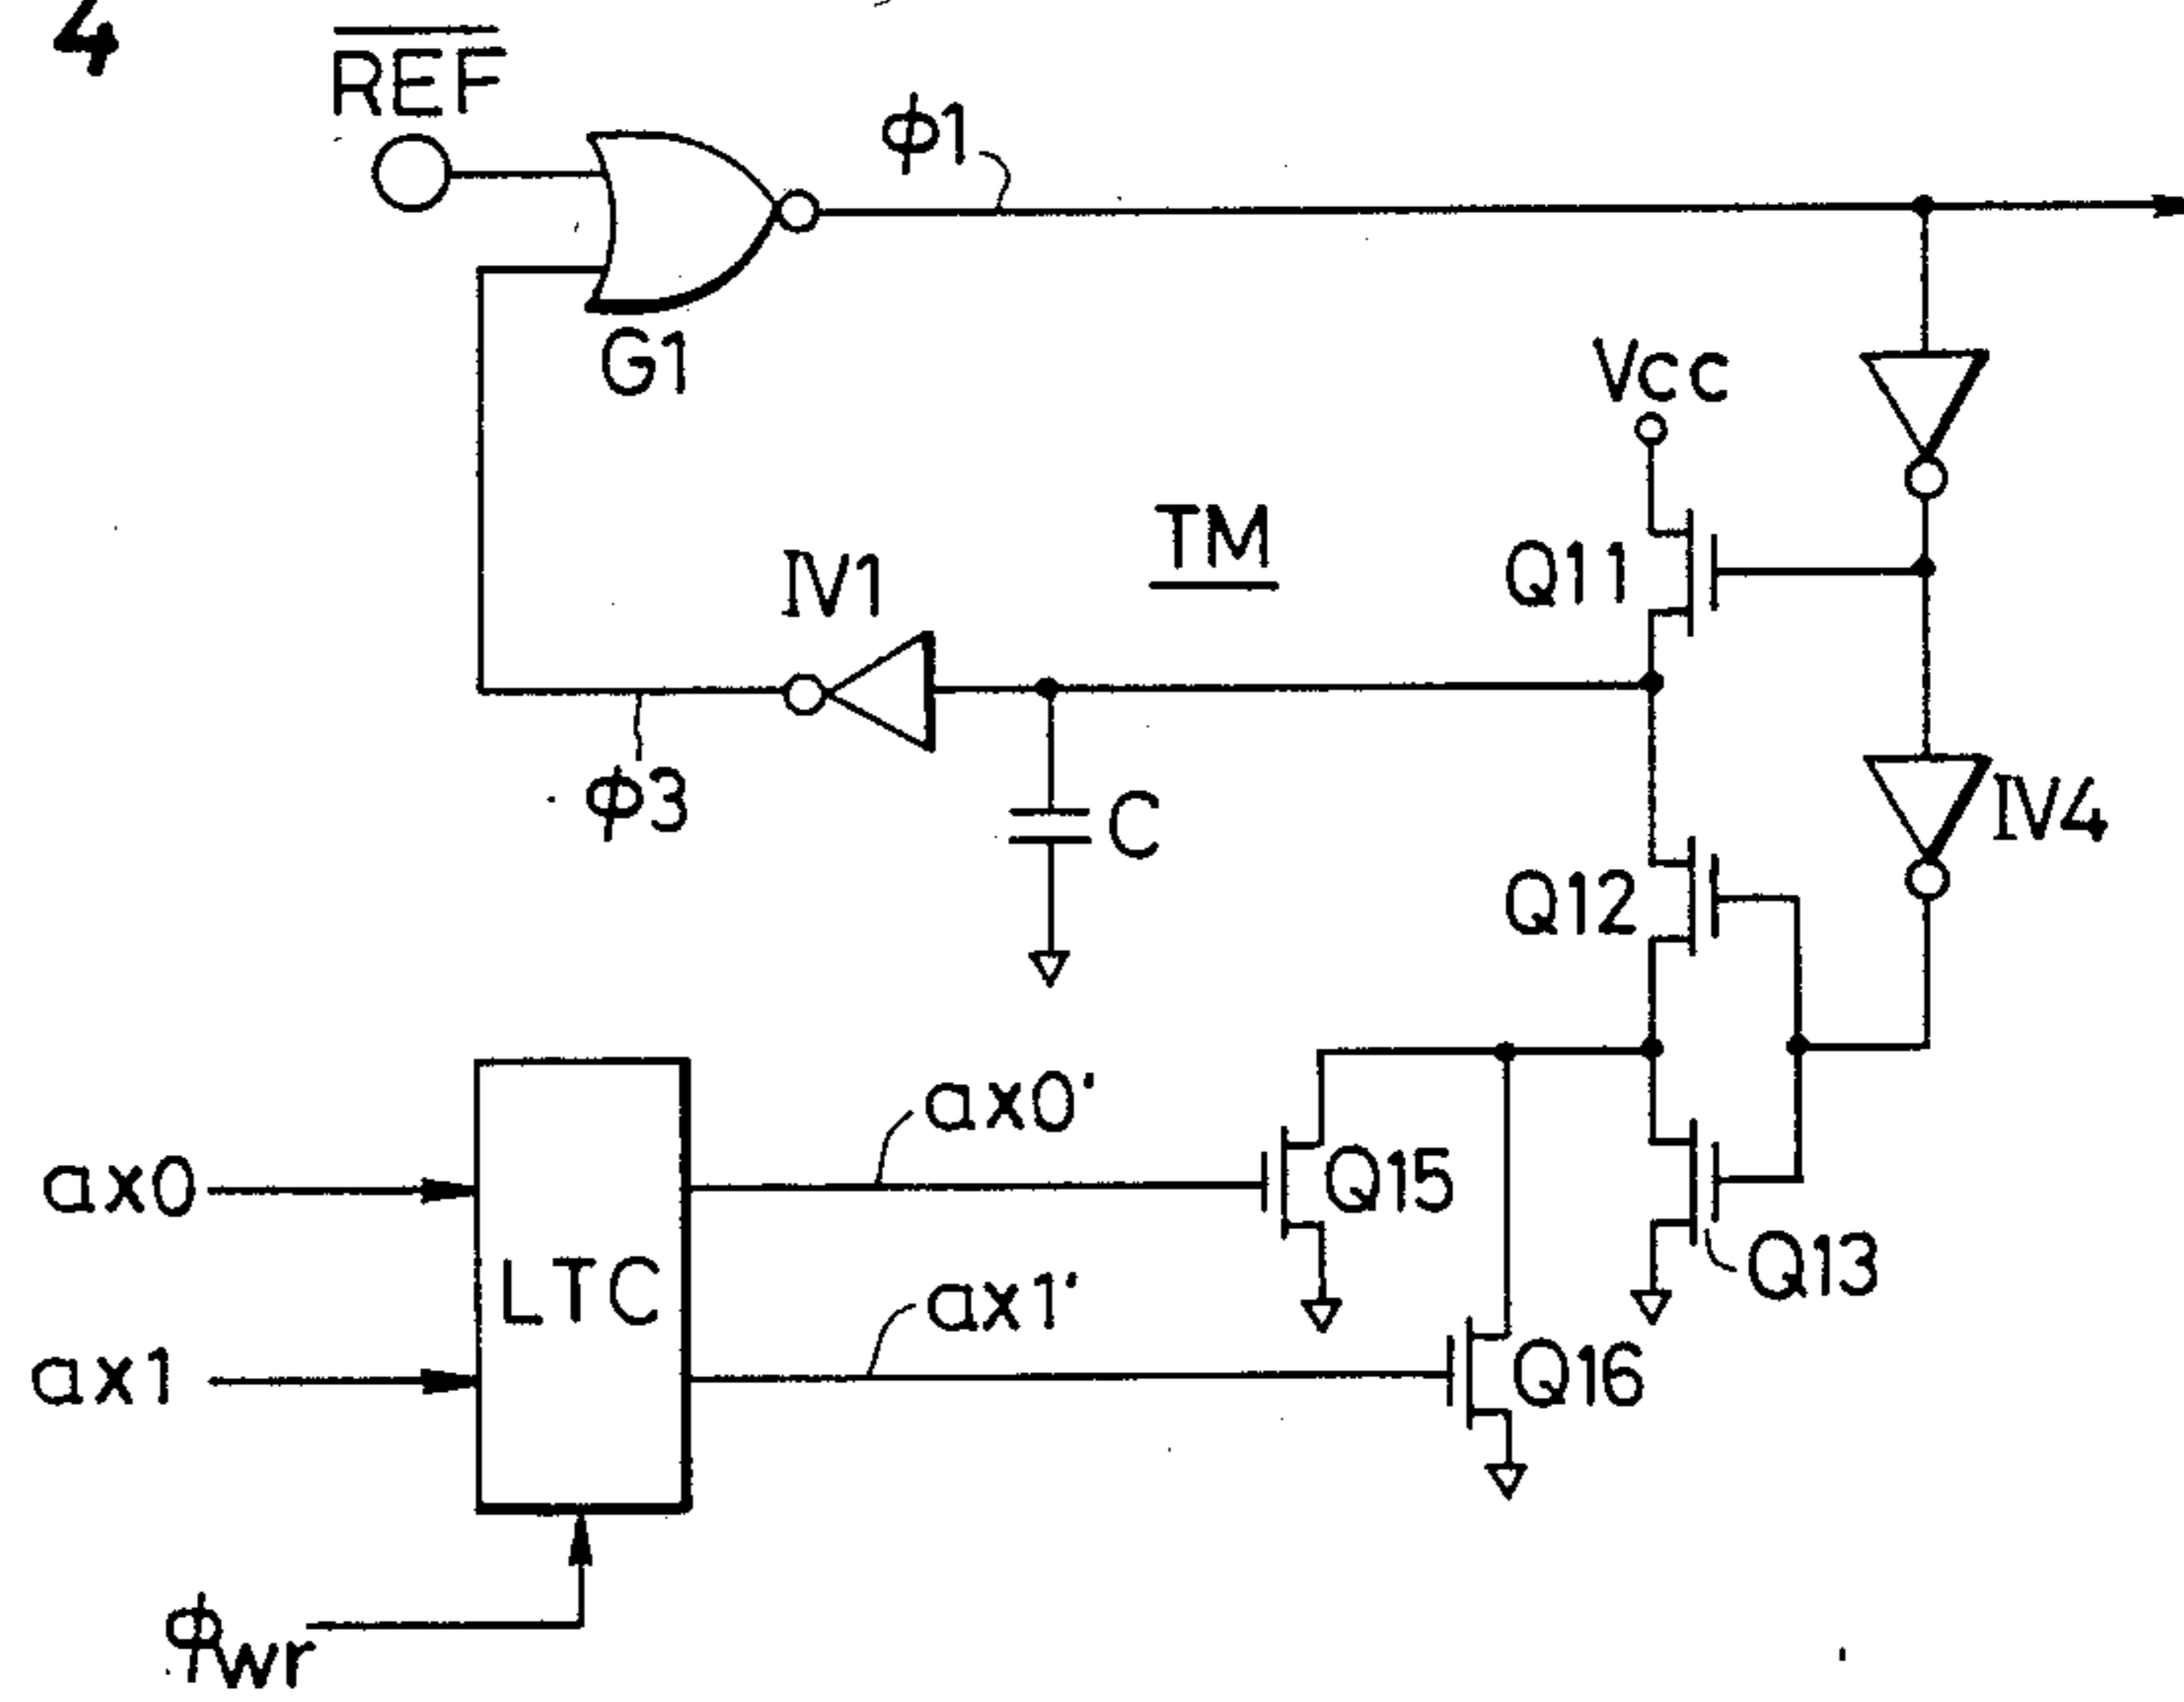 4
REF
φ1
G1
Vcc
TM
Q11
IV1
φ3
C
IV4
Q12
ax0'
ax0
Q15
LTC
Q13
ax1'
ax1
Q16
φwr